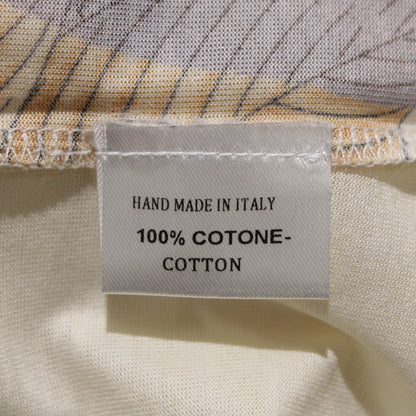 HAND MADE IN ITALY
100% COTONE-
COTTON